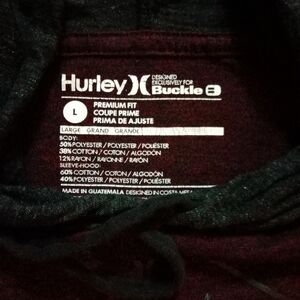 Hurley )( DESIGNED EXCLUSIVELY FOR Buckle B
L
PREMIUM FIT
COUPE PRIME
PRIMA DE AJUSTE
LARGE GRAND GRANDE
BODY:
50% POLYESTER / POLYESTER / POLIÉSTER
38% COTTON / COTON / ALGODÓN
12% RAYON / RAYONNE / RAYÓN
SLEEVE-HOOD:
60% COTTON / COTON / ALGODÓN
40% POLYESTER / POLYESTER / POLIÉSTER
MADE IN GUATEMALA DESIGNED IN COSTA MESA